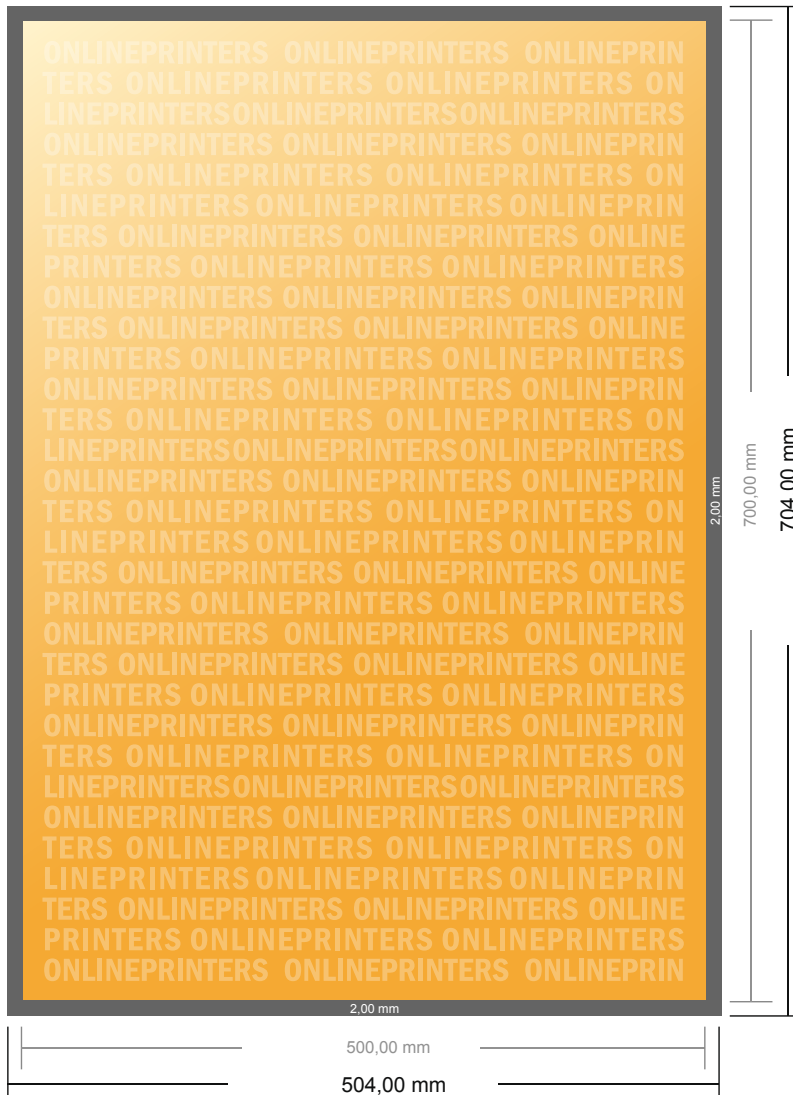 ONLINEPRINTERS ONLINEPRINTERS ONLINEPRIN
TERS ONLINEPRINTERS ONLINEPRINTERS ON
LINEPRINTERSONLINEPRINTERSONLINEPRINTERS
ONLINEPRINTERS ONLINEPRINTERS ONLINEPRIN
TERS ONLINEPRINTERS ONLINEPRINTERS ON
LINEPRINTERS ONLINEPRINTERS ONLINEPRIN
TERS ONLINEPRINTERS ONLINEPRINTERS ONLINE
PRINTERS ONLINEPRINTERS ONLINEPRINTERS
ONLINEPRINTERS ONLINEPRINTERS ONLINEPRIN
TERS ONLINEPRINTERS ONLINEPRINTERS ONLINE
PRINTERS ONLINEPRINTERS ONLINEPRINTERS
ONLINEPRINTERS ONLINEPRINTERS ONLINEPRIN
TERS ONLINEPRINTERS ONLINEPRINTERS ON
LINEPRINTERSONLINEPRINTERSONLINEPRINTERS
ONLINEPRINTERS ONLINEPRINTERS ONLINEPRIN
TERS ONLINEPRINTERS ONLINEPRINTERS ON
LINEPRINTERS ONLINEPRINTERS ONLINEPRIN
TERS ONLINEPRINTERS ONLINEPRINTERS ONLINE
PRINTERS ONLINEPRINTERS ONLINEPRINTERS
ONLINEPRINTERS ONLINEPRINTERS ONLINEPRIN
TERS ONLINEPRINTERS ONLINEPRINTERS ONLINE
PRINTERS ONLINEPRINTERS ONLINEPRINTERS
ONLINEPRINTERS ONLINEPRINTERS ONLINEPRIN
TERS ONLINEPRINTERS ONLINEPRINTERS ON
LINEPRINTERSONLINEPRINTERSONLINEPRINTERS
ONLINEPRINTERS ONLINEPRINTERS ONLINEPRIN
TERS ONLINEPRINTERS ONLINEPRINTERS ON
LINEPRINTERS ONLINEPRINTERS ONLINEPRIN
TERS ONLINEPRINTERS ONLINEPRINTERS ONLINE
PRINTERS ONLINEPRINTERS ONLINEPRINTERS
ONLINEPRINTERS ONLINEPRINTERS ONLINEPRIN
2,00 mm
700,00 mm
704,00 mm
2,00 mm
500,00 mm
504,00 mm